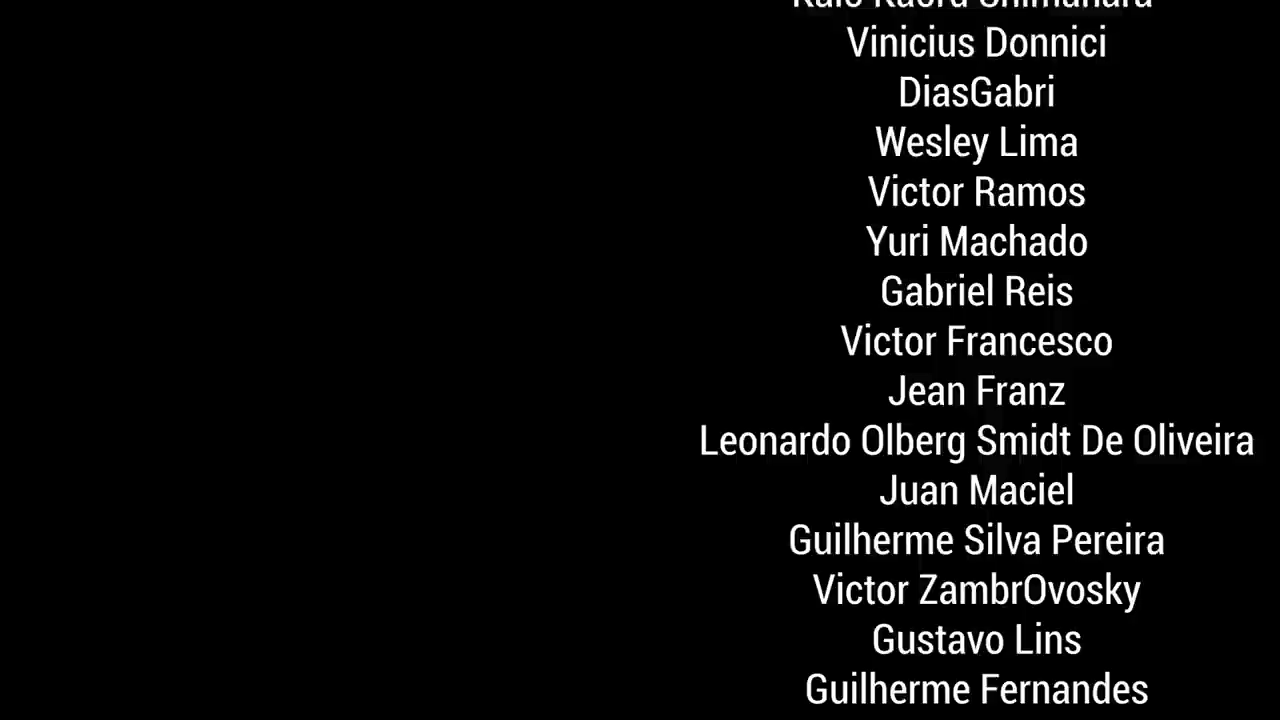 Vinicius Donnici
DiasGabri
Wesley Lima
Victor Ramos
Yuri Machado
Gabriel Reis
Victor Francesco
Jean Franz
Leonardo Olberg Smidt De Oliveira
Juan Maciel
Guilherme Silva Pereira
Victor ZambrOvosky
Gustavo Lins
Guilherme Fernandes